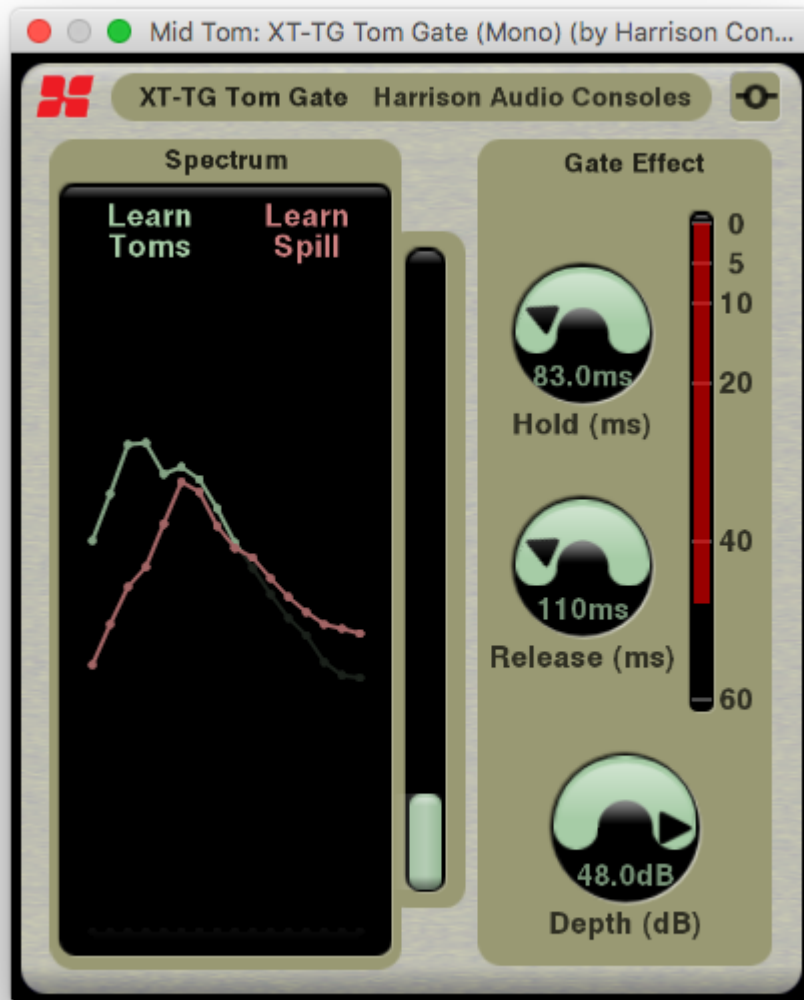 Mid Tom: XT-TG Tom Gate (Mono) (by Harrison Con...
XT-TG Tom Gate Harrison Audio Consoles
Spectrum
Learn
Toms
Learn
Spill
Gate Effect
0
5
10
20
40
60
83.0ms
Hold (ms)
110ms
Release (ms)
48.0dB
Depth (dB)